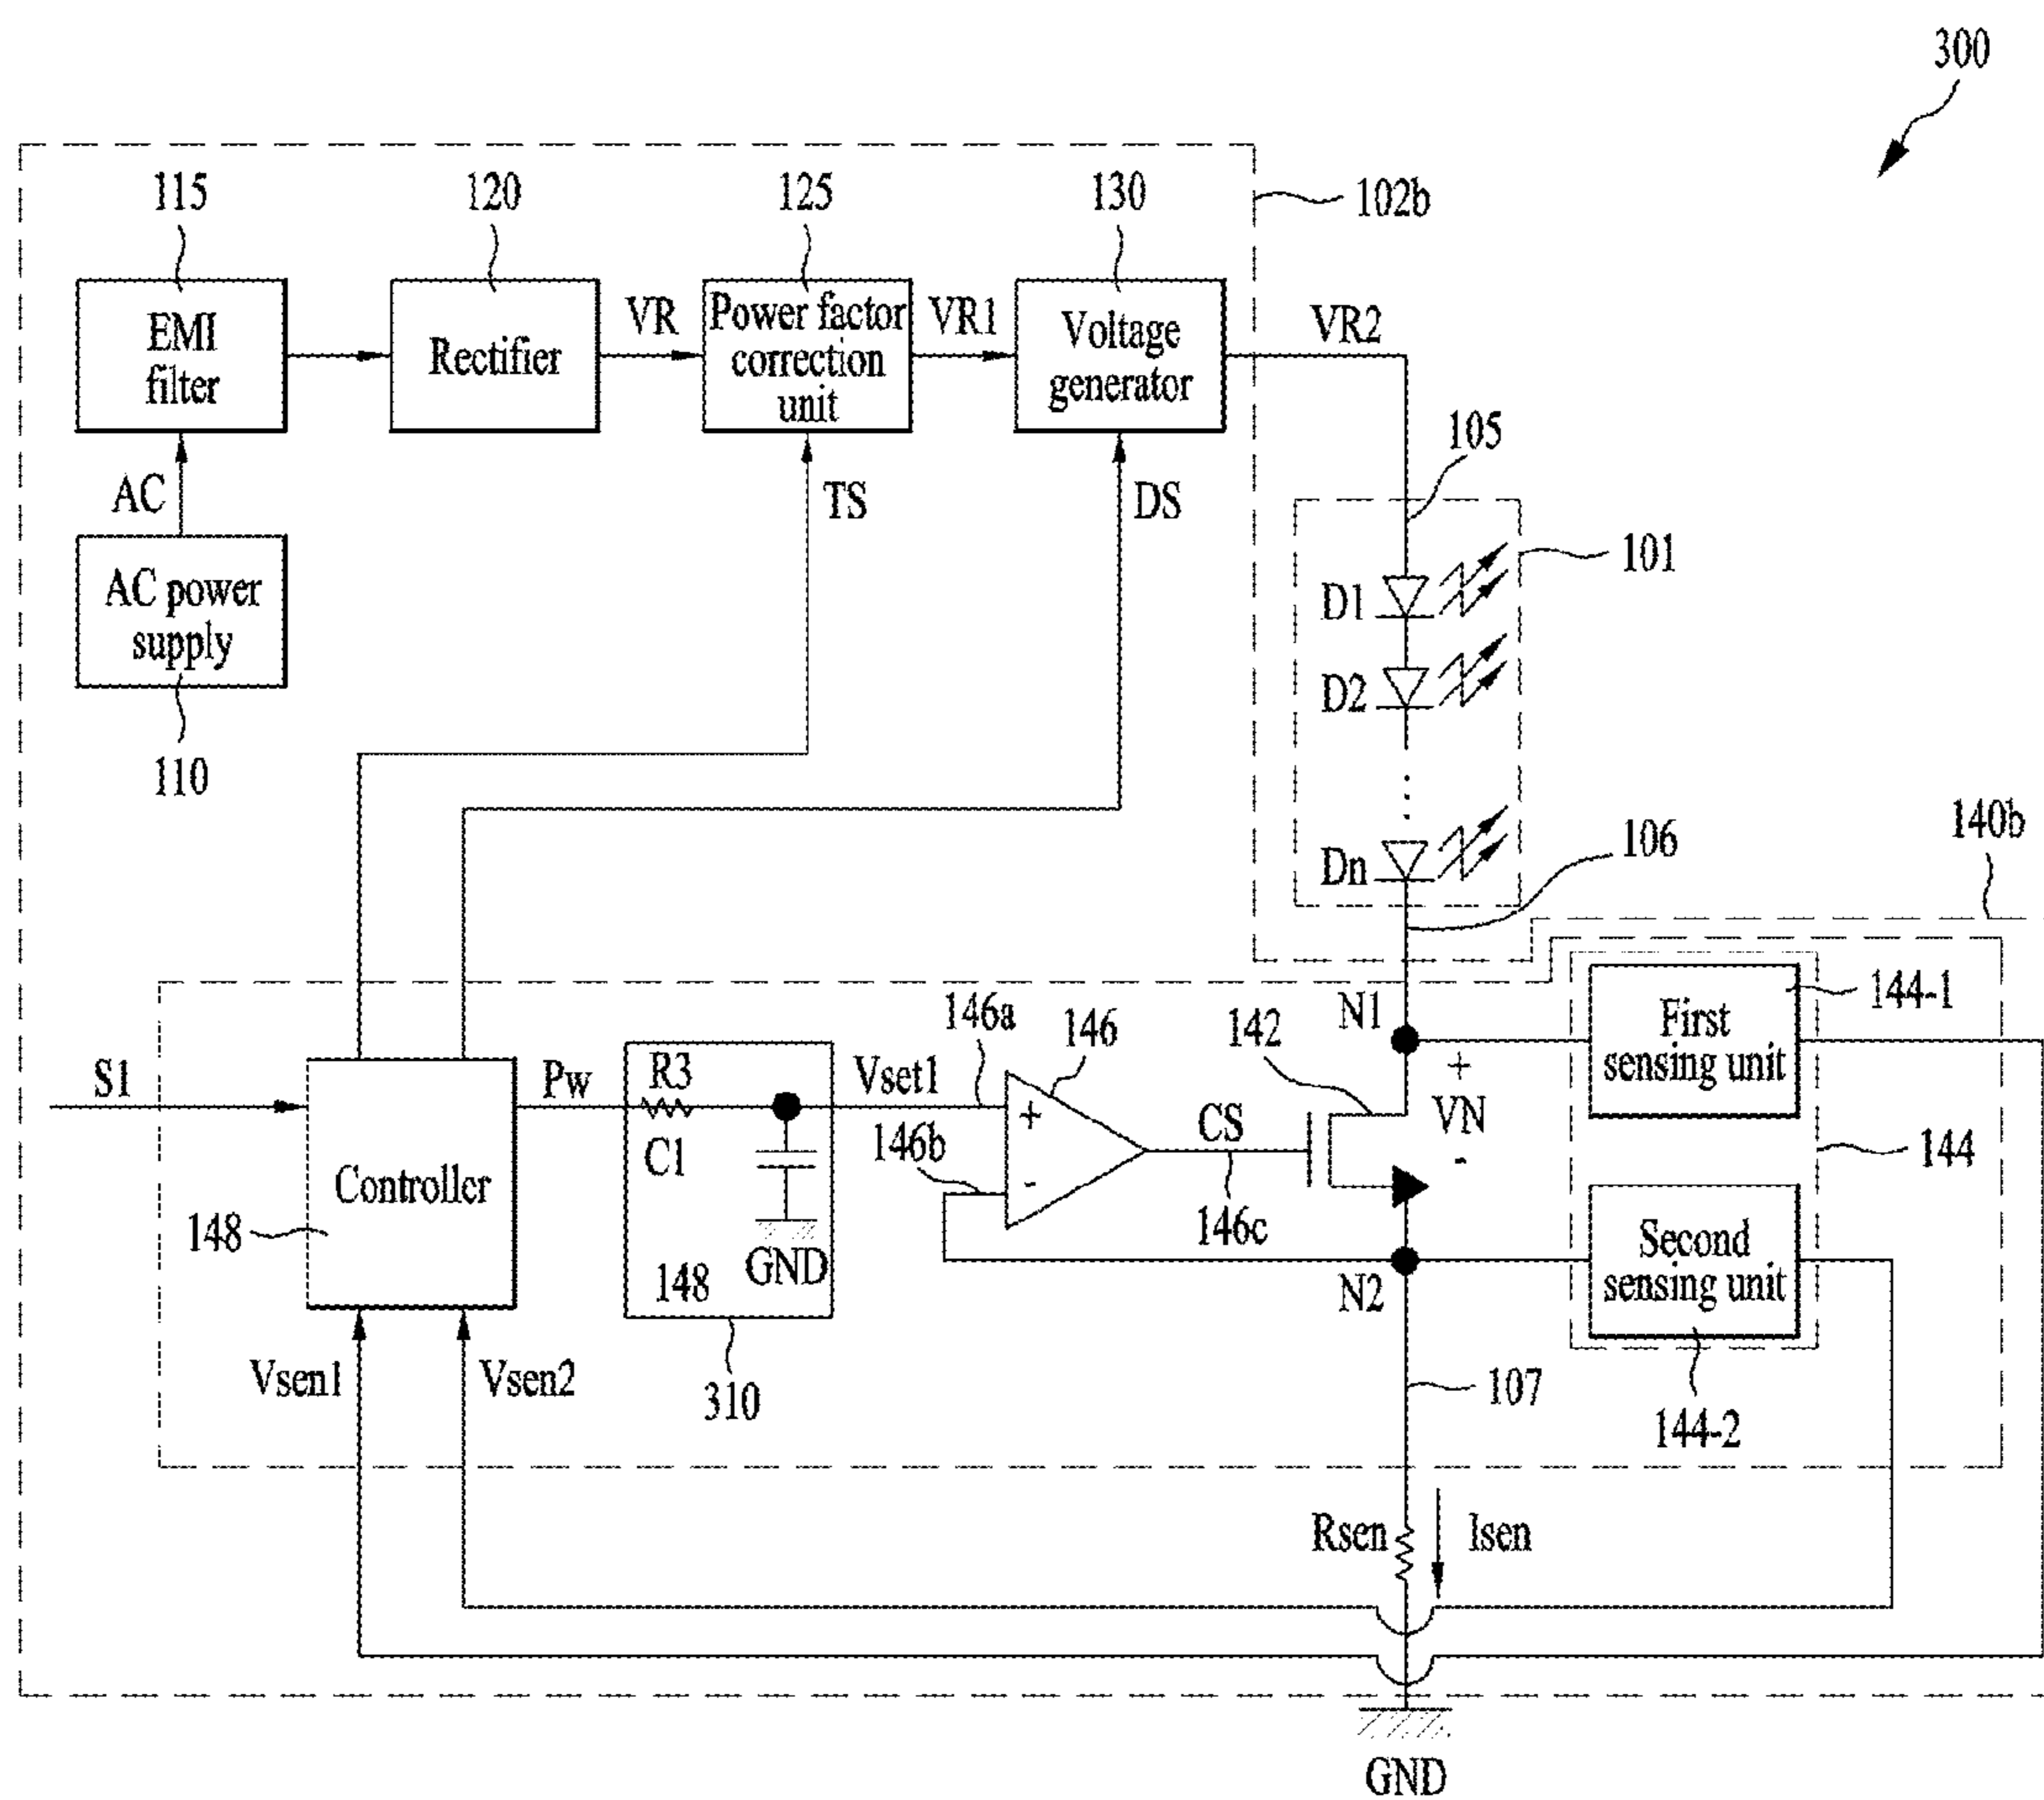 300
115
120
125
130
102b
EMI
filter
Rectifier
VR
Power factor
correction
unit
VR1
Voltage
generator
VR2
AC
TS
DS
105
AC power
supply
110
101
D1
D2
Dn
106
140b
S1
Controller
148
Pw
R3
C1
GND
148
310
Vset1
146a
146b
146
+
-
CS
146c
142
N1
+
VN
-
N2
First
sensing unit
144-1
144
Second
sensing unit
144-2
Vsen1
Vsen2
107
Rsen
Isen
GND